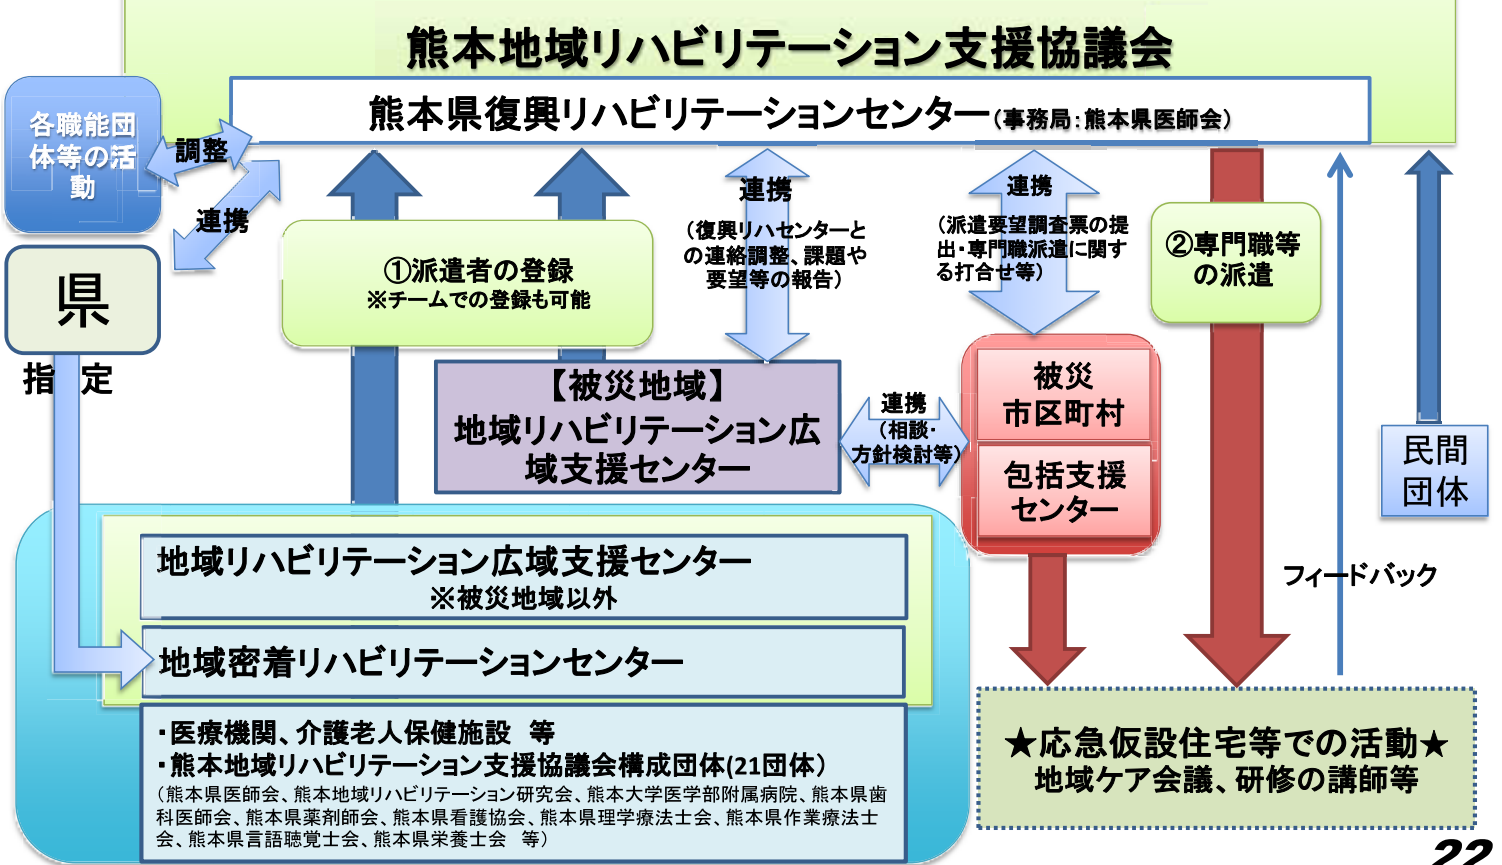 熊本地域リハビリテーション支援協議会
熊本県復興リハビリテーションセンター(事務局:熊本県医師会)
各職能団
体等の活
動
調整
連携
県
指 定
①派遣者の登録
※チームでの登録も可能
連携
(復興リハセンターと
の連絡調整、課題や
要望等の報告)
連携
(派遣要望調査票の提
出・専門職派遣に関す
る打合せ等)
②専門職等
の派遣
【被災地域】
地域リハビリテーション広
域支援センター
連携
(相談・
方針検討等)
被災
市区町村
包括支援
センター
民間
団体
フィードバック
地域リハビリテーション広域支援センター
※被災地域以外
地域密着リハビリテーションセンター
・医療機関、介護老人保健施設 等
・熊本地域リハビリテーション支援協議会構成団体(21団体)
(熊本県医師会、熊本地域リハビリテーション研究会、熊本大学医学部附属病院、熊本県歯
科医師会、熊本県薬剤師会、熊本県看護協会、熊本県理学療法士会、熊本県作業療法士
会、熊本県言語聴覚士会、熊本県栄養士会 等)
★応急仮設住宅等での活動★
地域ケア会議、研修の講師等
22